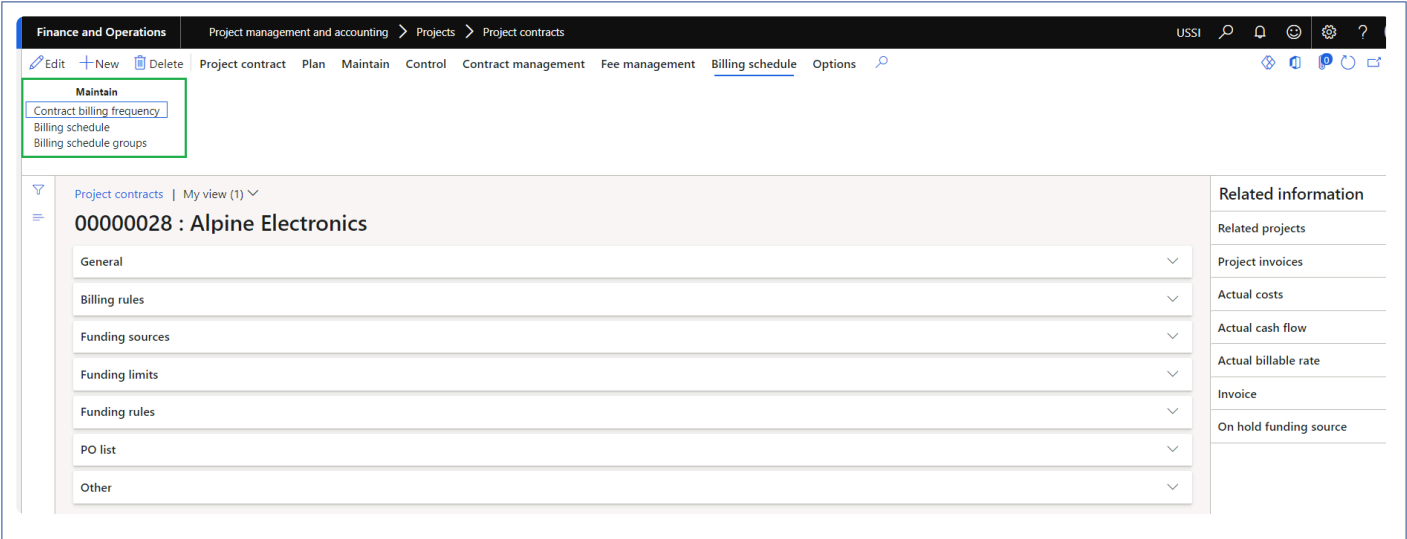 Finance and Operations Project management and accounting Projects Project contracts USSI ?
Edit New Delete Project contract Plan Maintain Control Contract management Fee management Billing schedule Options 0
Maintain
Contract billing frequency
Billing schedule
Billing schedule groups
Project contracts | My view (1)
00000028 : Alpine Electronics
General
Billing rules
Funding sources
Funding limits
Funding rules
PO list
Other
Related information
Related projects
Project invoices
Actual costs
Actual cash flow
Actual billable rate
Invoice
On hold funding source